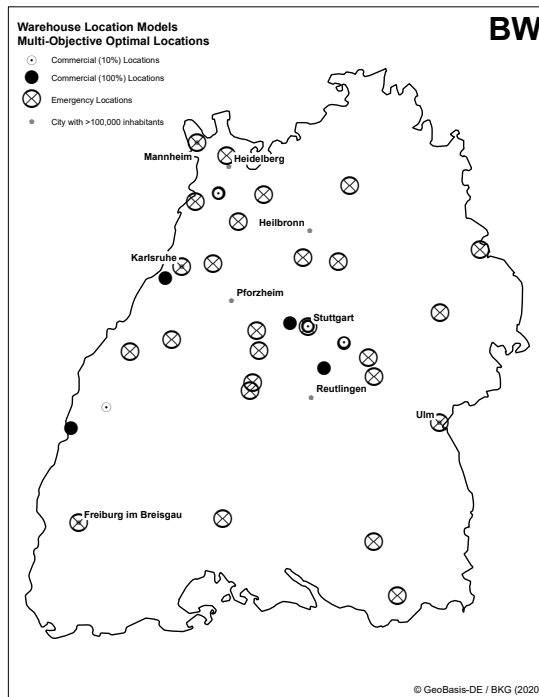 Warehouse Location Models
Multi-Objective Optimal Locations
BW
Commercial (10%) Locations
Commercial (100%) Locations
Emergency Locations
City with >100,000 inhabitants
Mannheim
Heidelberg
Heilbronn
Karlsruhe
Pforzheim
Stuttgart
Reutlingen
Ulm
Freiburg im Breisgau
© GeoBasis-DE / BKG (2020